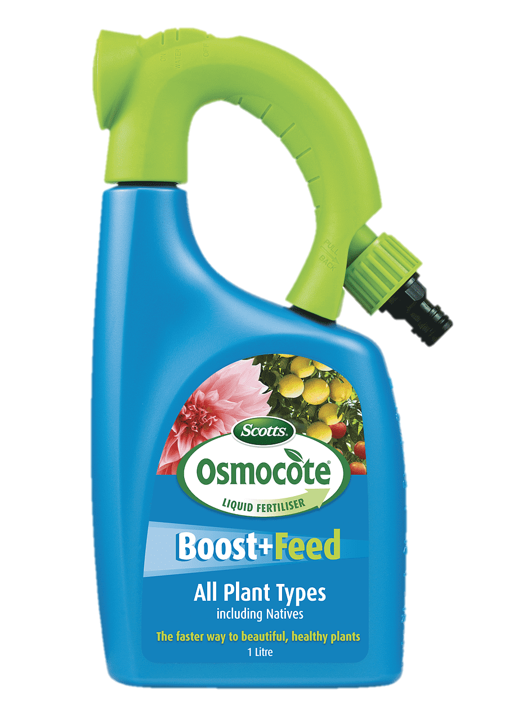 Scotts.
Osmocote®
LIQUID FERTILISER
Boost+Feed
All Plant Types
including Natives
The faster way to beautiful, healthy plants
1 Litre